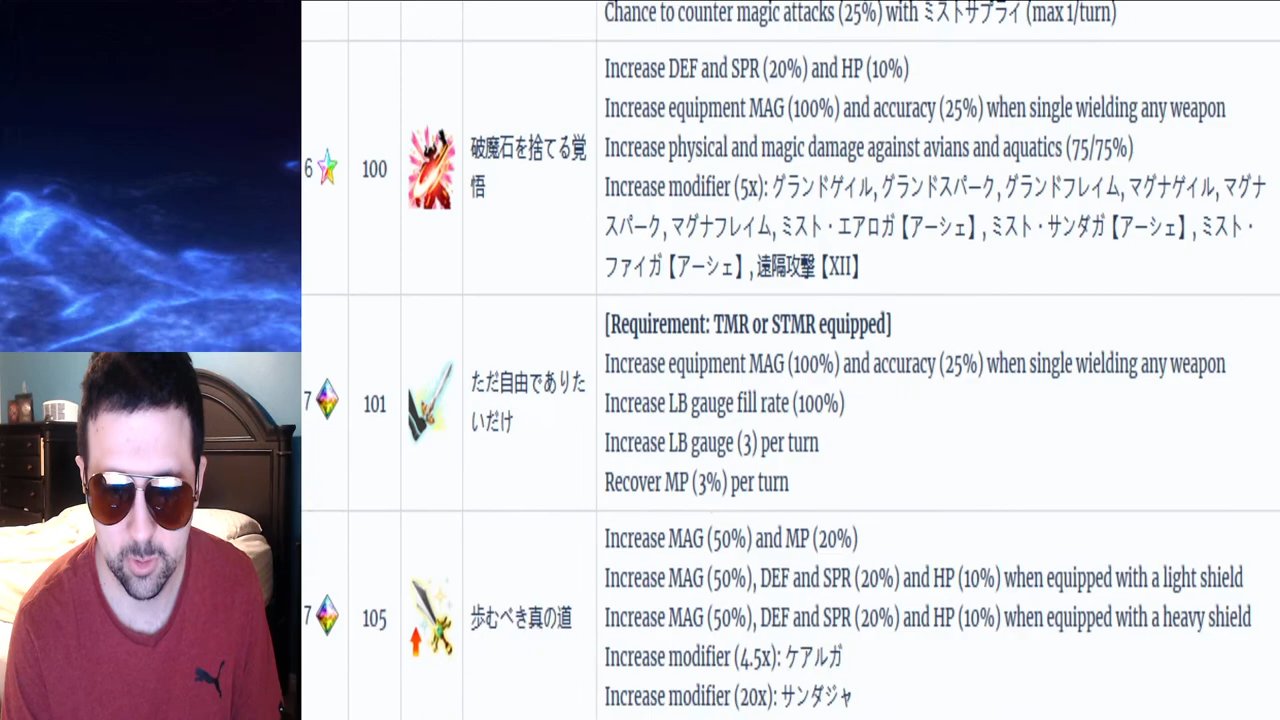 Chance to counter magic attacks (25%) with ミストサプライ (max 1/turn)
6
100
破魔石を捨てる覚
悟
Increase DEF and SPR (20%) and HP (10%)
Increase equipment MAG (100%) and accuracy (25%) when single wielding any weapon
Increase physical and magic damage against avians and aquatics (75/75%)
Increase modifier (5x): グランドゲイル, グランドスパーク, グランドフレイム, マグナゲイル, マグナ
スパーク, マグナフレイム, ミスト・エアロガ【アーシェ】, ミスト・サンダガ【アーシェ】, ミスト・
ファイガ【アーシェ】, 遠隔攻撃【XII】
7
101
ただ自由でありた
いだけ
[Requirement: TMR or STMR equipped]
Increase equipment MAG (100%) and accuracy (25%) when single wielding any weapon
Increase LB gauge fill rate (100%)
Increase LB gauge (3) per turn
Recover MP (3%) per turn
7
105
歩むべき真の道
Increase MAG (50%) and MP (20%)
Increase MAG (50%), DEF and SPR (20%) and HP (10%) when equipped with a light shield
Increase MAG (50%), DEF and SPR (20%) and HP (10%) when equipped with a heavy shield
Increase modifier (4.5x): ケアルガ
Increase modifier (20x): サンダジャ